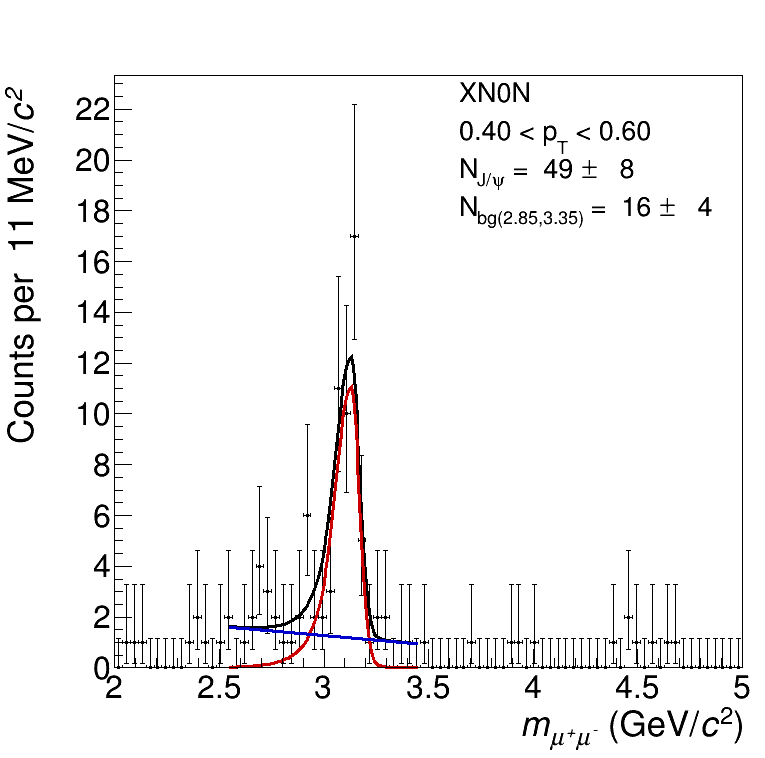 XN0N
0.40 < p_T < 0.60
N_J/ψ = 49 ± 8
N_bg(2.85,3.35) = 16 ± 4
Counts per 11 MeV/c²
22
20
18
16
14
12
10
8
6
4
2
0
2 2.5 3 3.5 4 4.5 5
m_μ⁺μ⁻ (GeV/c²)